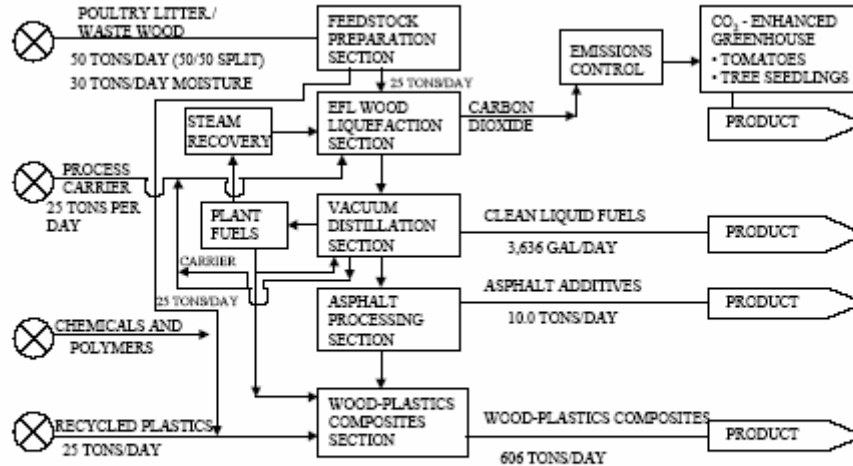 POULTRY LITTER/
WASTE WOOD
50 TONS/DAY (50/50 SPLIT)
30 TONS/DAY MOISTURE
FEEDSTOCK
PREPARATION
SECTION
25 TONS/DAY
EMISSIONS
CONTROL
CO2 - ENHANCED
GREENHOUSE
• TOMATOES
• TREE SEEDLINGS
PRODUCT
STEAM
RECOVERY
EFL WOOD
LIQUEFACTION
SECTION
CARBON
DIOXIDE
PROCESS
CARRIER
25 TONS PER
DAY
PLANT
FUELS
VACUUM
DISTILLATION
SECTION
CLEAN LIQUID FUELS
3,636 GAL/DAY
PRODUCT
CARRIER
25 TONS/DAY
ASPHALT
PROCESSING
SECTION
ASPHALT ADDITIVES
10.0 TONS/DAY
PRODUCT
CHEMICALS AND
POLYMERS
RECYCLED PLASTICS
25 TONS/DAY
WOOD-PLASTICS
COMPOSITES
SECTION
WOOD-PLASTICS COMPOSITES
606 TONS/DAY
PRODUCT